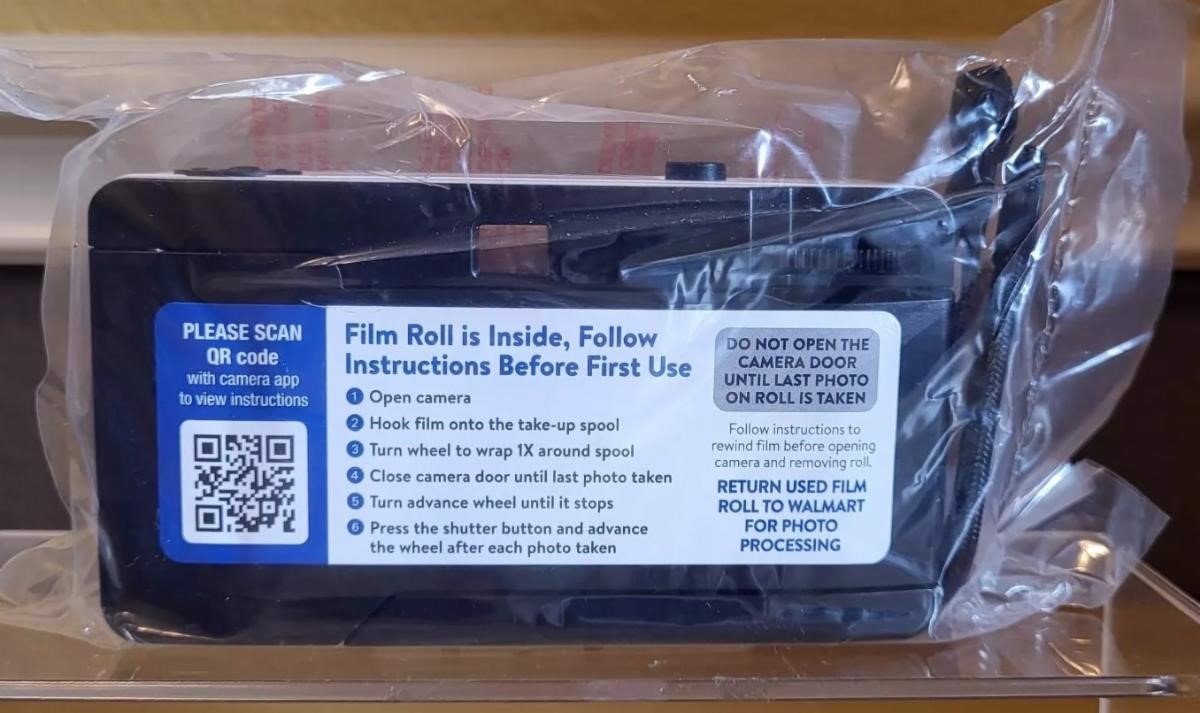 PLEASE SCAN
QR code
with camera app
to view instructions
Film Roll is Inside, Follow
Instructions Before First Use
1 Open camera
2 Hook film onto the take-up spool
3 Turn wheel to wrap 1X around spool
4 Close camera door until last photo taken
5 Turn advance wheel until it stops
6 Press the shutter button and advance
the wheel after each photo taken
DO NOT OPEN THE
CAMERA DOOR
UNTIL LAST PHOTO
ON ROLL IS TAKEN
Follow instructions to
rewind film before opening
camera and removing roll.
RETURN USED FILM
ROLL TO WALMART
FOR PHOTO
PROCESSING